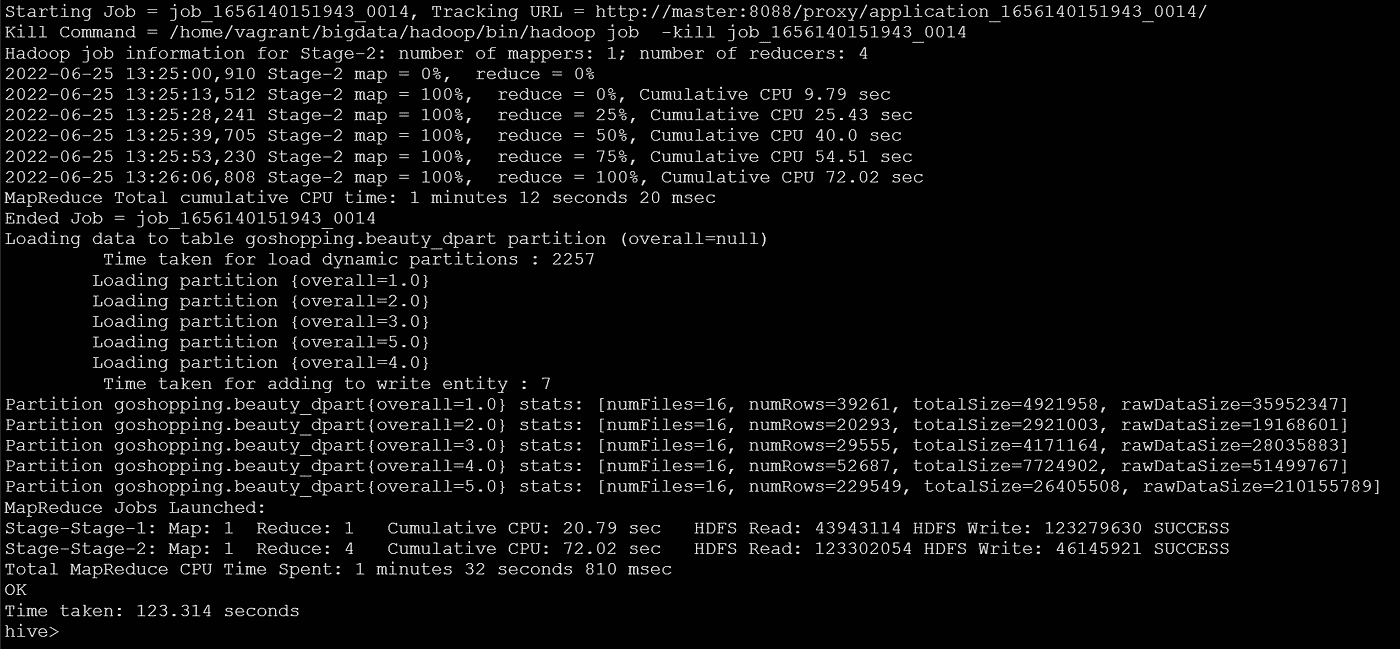 Starting Job = job_1656140151943_0014, Tracking URL = http://master:8088/proxy/application_1656140151943_0014/
Kill Command = /home/vagrant/bigdata/hadoop/bin/hadoop job  -kill job_1656140151943_0014
Hadoop job information for Stage-2: number of mappers: 1; number of reducers: 4
2022-06-25 13:25:00,910 Stage-2 map = 0%,  reduce = 0%
2022-06-25 13:25:13,512 Stage-2 map = 100%,  reduce = 0%, Cumulative CPU 9.79 sec
2022-06-25 13:25:28,241 Stage-2 map = 100%,  reduce = 25%, Cumulative CPU 25.43 sec
2022-06-25 13:25:39,705 Stage-2 map = 100%,  reduce = 50%, Cumulative CPU 40.0 sec
2022-06-25 13:25:53,230 Stage-2 map = 100%,  reduce = 75%, Cumulative CPU 54.51 sec
2022-06-25 13:26:06,808 Stage-2 map = 100%,  reduce = 100%, Cumulative CPU 72.02 sec
MapReduce Total cumulative CPU time: 1 minutes 12 seconds 20 msec
Ended Job = job_1656140151943_0014
Loading data to table goshopping.beauty_dpart partition (overall=null)
         Time taken for load dynamic partitions : 2257
        Loading partition {overall=1.0}
        Loading partition {overall=2.0}
        Loading partition {overall=3.0}
        Loading partition {overall=5.0}
        Loading partition {overall=4.0}
         Time taken for adding to write entity : 7
Partition goshopping.beauty_dpart{overall=1.0} stats: [numFiles=16, numRows=39261, totalSize=4921958, rawDataSize=35952347]
Partition goshopping.beauty_dpart{overall=2.0} stats: [numFiles=16, numRows=20293, totalSize=2921003, rawDataSize=19168601]
Partition goshopping.beauty_dpart{overall=3.0} stats: [numFiles=16, numRows=29555, totalSize=4171164, rawDataSize=28035883]
Partition goshopping.beauty_dpart{overall=4.0} stats: [numFiles=16, numRows=52687, totalSize=7724902, rawDataSize=51499767]
Partition goshopping.beauty_dpart{overall=5.0} stats: [numFiles=16, numRows=229549, totalSize=26405508, rawDataSize=210155789]
MapReduce Jobs Launched:
Stage-Stage-1: Map: 1  Reduce: 1   Cumulative CPU: 20.79 sec   HDFS Read: 43943114 HDFS Write: 123279630 SUCCESS
Stage-Stage-2: Map: 1  Reduce: 4   Cumulative CPU: 72.02 sec   HDFS Read: 123302054 HDFS Write: 46145921 SUCCESS
Total MapReduce CPU Time Spent: 1 minutes 32 seconds 810 msec
OK
Time taken: 123.314 seconds
hive>